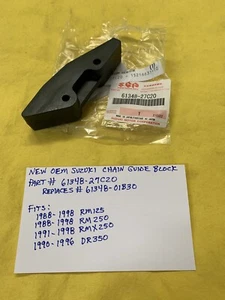 SUZUKI
61348-27C20
NEW OEM SUZUKI CHAIN GUIDE BLOCK
PART # 61348-27C20
REPLACES # 61348-01B30
FITS:
1988-1998 RM125
1988-1998 RM250
1991-1998 RMX250
1990-1996 DR350